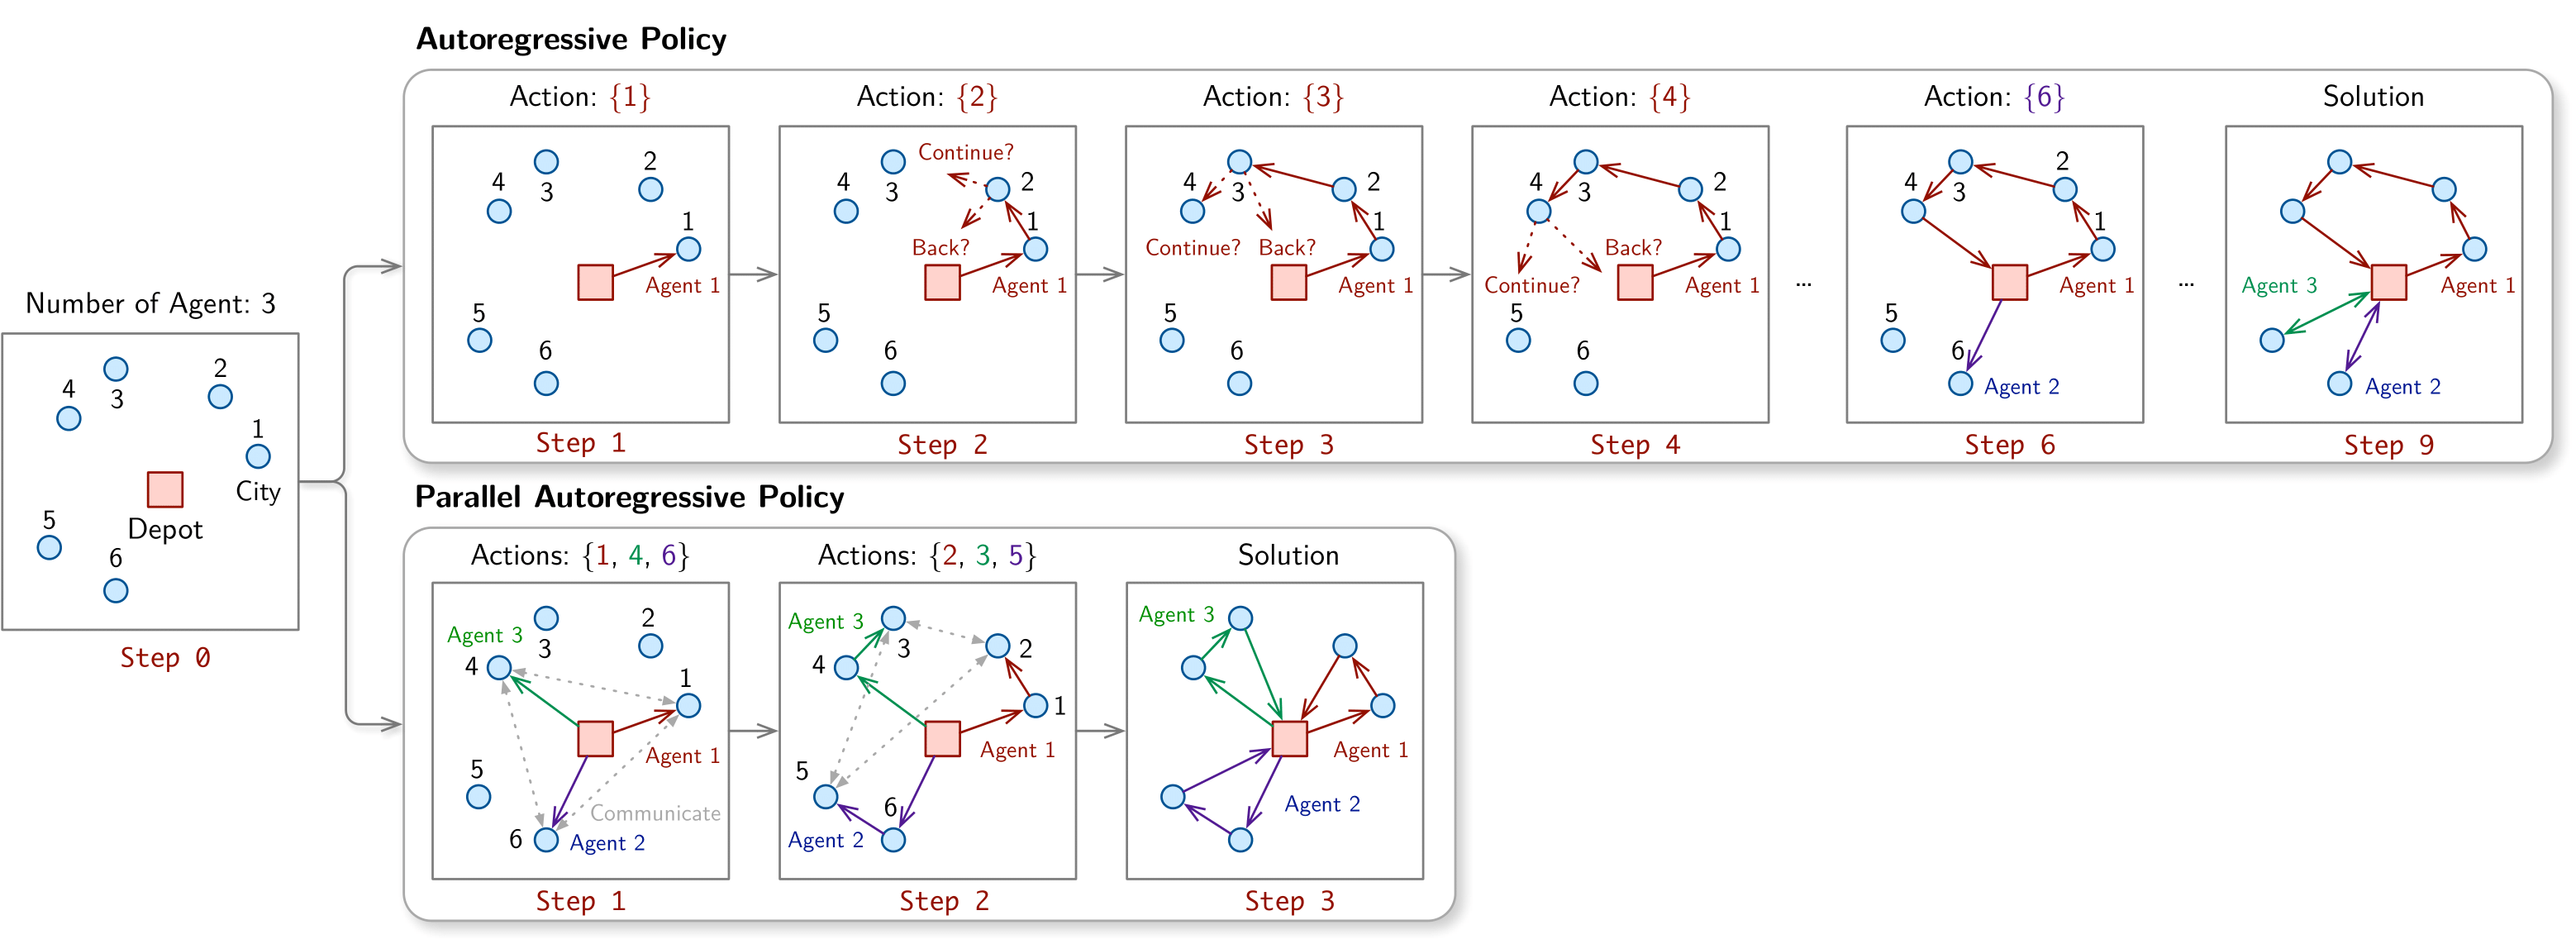 Autoregressive Policy
Action: {1}
Action: {2}
Action: {3}
Action: {4}
Action: {6}
Solution
4
3
2
1
Agent 1
5
6
Step 1
Continue?
4
3
2
1
Back?
Agent 1
5
6
Step 2
4
3
2
1
Continue?
Back?
Agent 1
5
6
Step 3
4
3
2
1
Back?
Continue?
Agent 1
5
6
Step 4
...
4
3
2
1
Agent 1
5
6
Agent 2
Step 6
...
Agent 3
Agent 1
Agent 2
Step 9
Number of Agent: 3
4
3
2
1
City
Depot
5
6
Step 0
Parallel Autoregressive Policy
Actions: {1, 4, 6}
Actions: {2, 3, 5}
Solution
Agent 3
4
3
2
1
Agent 1
5
Communicate
6
Agent 2
Step 1
Agent 3
4
3
2
1
Agent 1
5
6
Agent 2
Step 2
Agent 3
Agent 1
Agent 2
Step 3